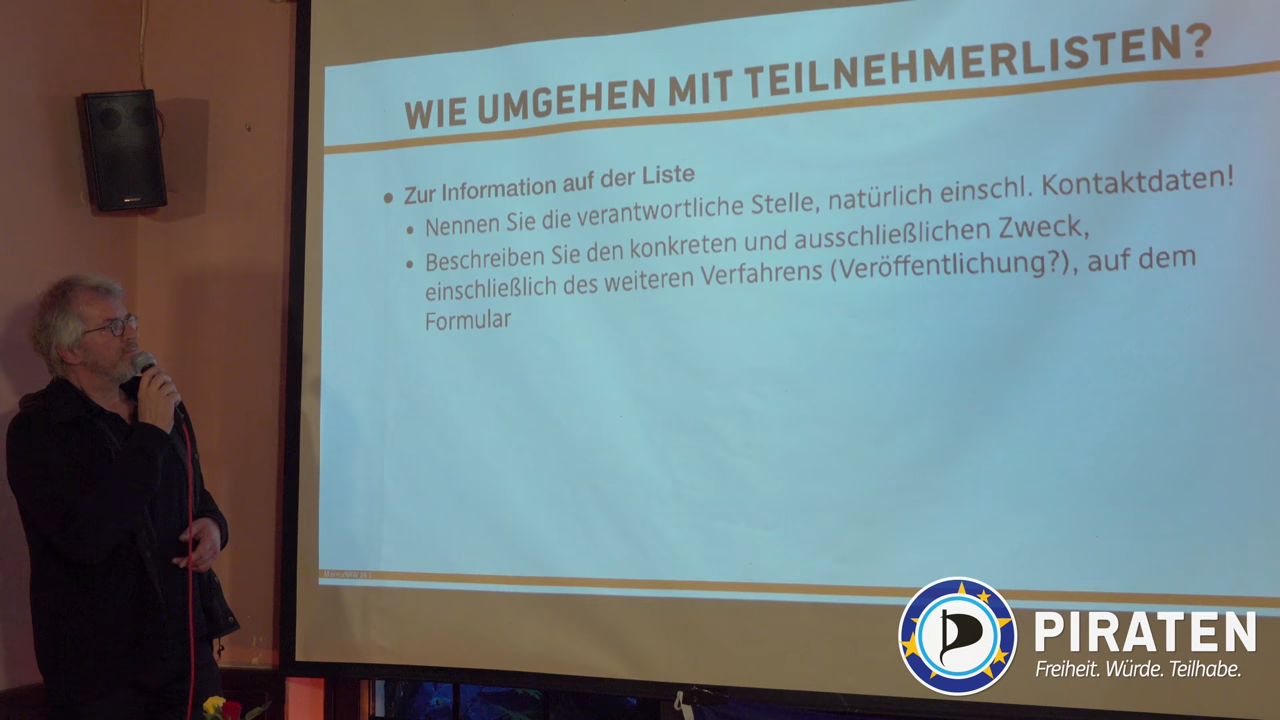 WIE UMGEHEN MIT TEILNEHMERLISTEN?
• Zur Information auf der Liste
• Nennen Sie die verantwortliche Stelle, natürlich einschl. Kontaktdaten!
• Beschreiben Sie den konkreten und ausschließlichen Zweck,
einschließlich des weiteren Verfahrens (Veröffentlichung?), auf dem
Formular
PIRATEN
Freiheit. Würde. Teilhabe.